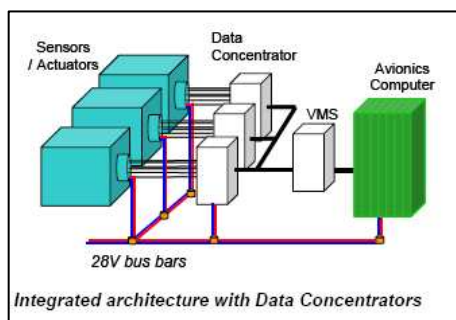 Sensors
/ Actuators
Data
Concentrator
Avionics
Computer
VMS
28V bus bars
Integrated architecture with Data Concentrators